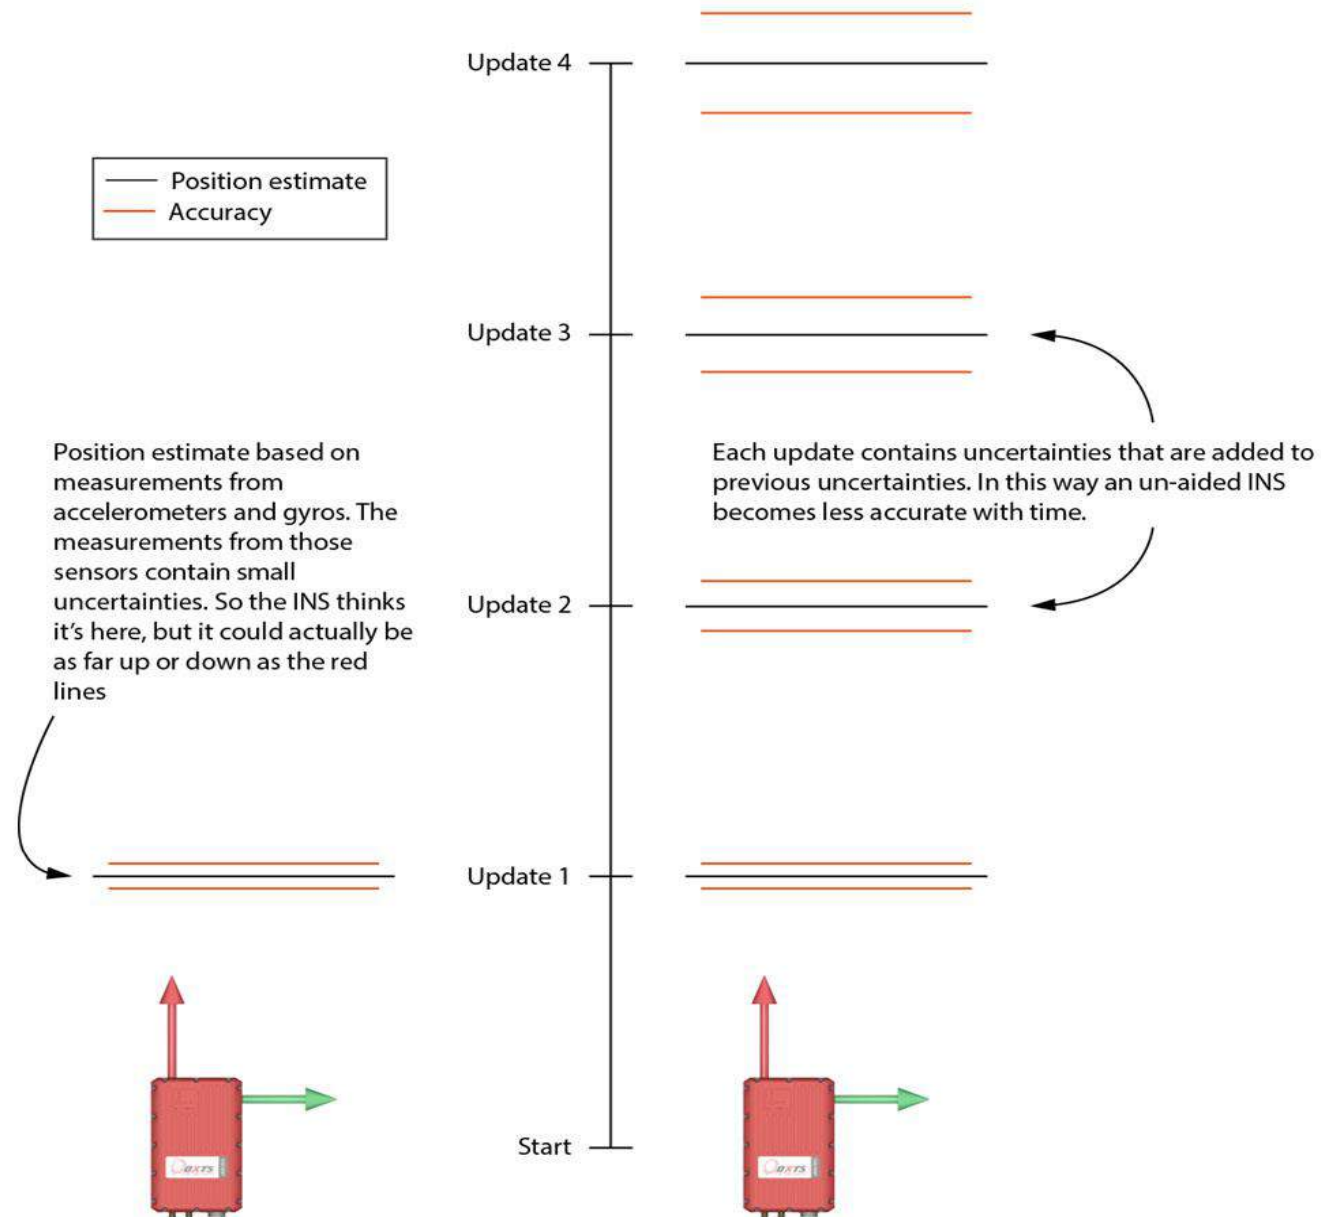 Update 4
Position estimate
Accuracy
Update 3
Position estimate based on
measurements from
accelerometers and gyros. The
measurements from those
sensors contain small
uncertainties. So the INS thinks
it's here, but it could actually be
as far up or down as the red
lines
Each update contains uncertainties that are added to
previous uncertainties. In this way an un-aided INS
becomes less accurate with time.
Update 2
Update 1
Start
OXTS
OXTS